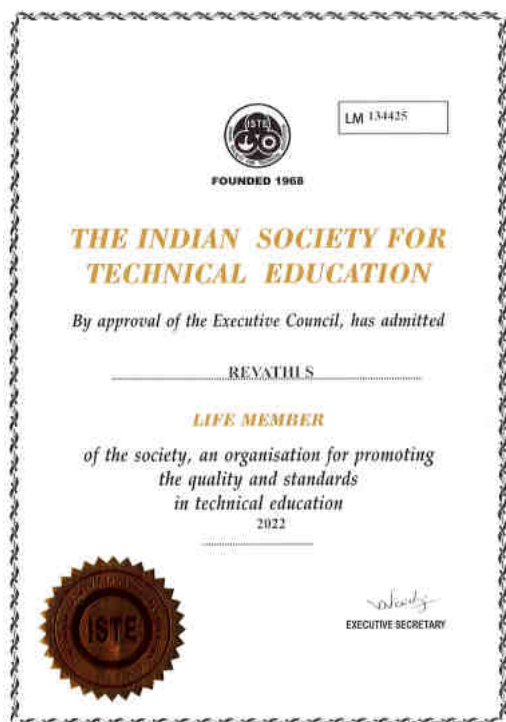 LM 134425
ISTE
FOUNDED 1968
THE INDIAN SOCIETY FOR
TECHNICAL EDUCATION
By approval of the Executive Council, has admitted
REVATHI S
LIFE MEMBER
of the society, an organisation for promoting
the quality and standards
in technical education
2022
ISTE
EXECUTIVE SECRETARY